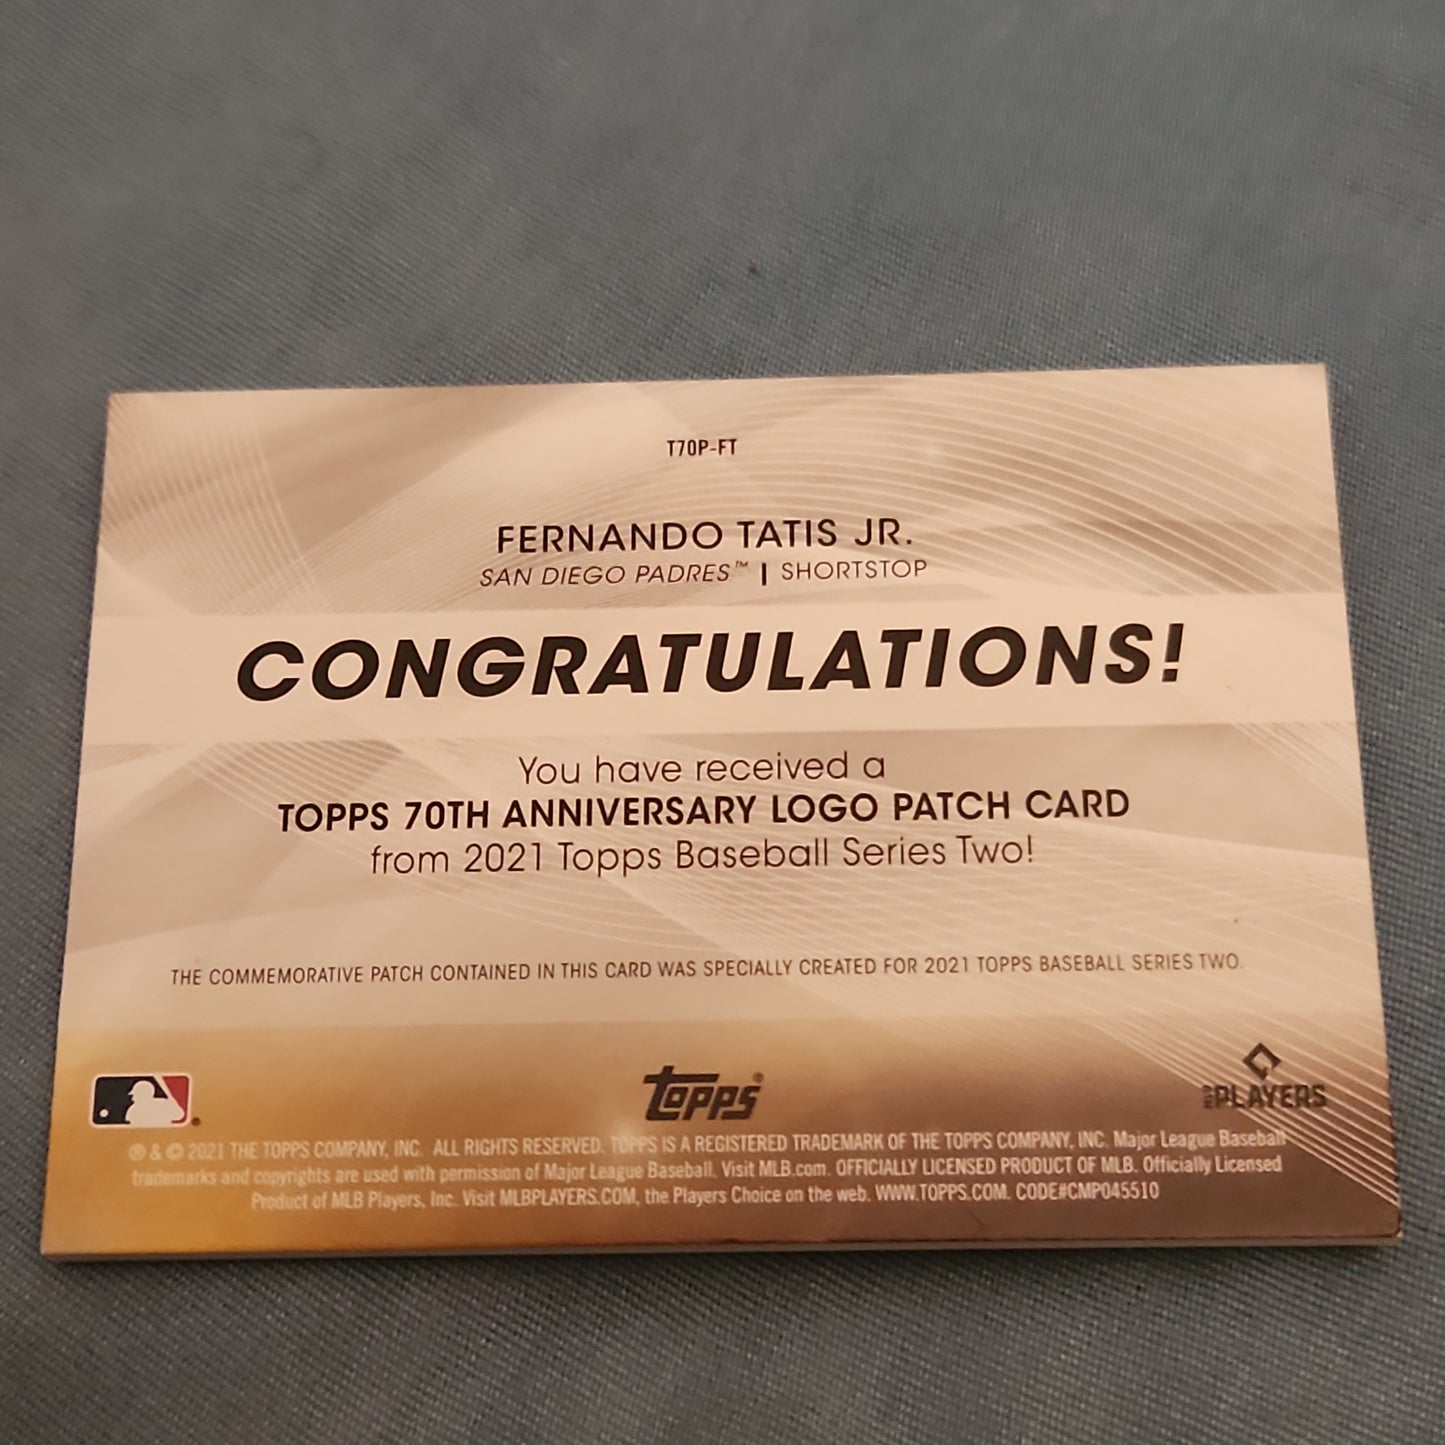 T70P-FT
FERNANDO TATIS JR.
SAN DIEGO PADRES™ | SHORTSTOP
CONGRATULATIONS!
You have received a
TOPPS 70TH ANNIVERSARY LOGO PATCH CARD
from 2021 Topps Baseball Series Two!
THE COMMEMORATIVE PATCH CONTAINED IN THIS CARD WAS SPECIALLY CREATED FOR 2021 TOPPS BASEBALL SERIES TWO.
topps®
MLB PLAYERS
® & © 2021 THE TOPPS COMPANY, INC. ALL RIGHTS RESERVED. TOPPS IS A REGISTERED TRADEMARK OF THE TOPPS COMPANY, INC. Major League Baseball
trademarks and copyrights are used with permission of Major League Baseball. Visit MLB.com. OFFICIALLY LICENSED PRODUCT OF MLB. Officially Licensed
Product of MLB Players, Inc. Visit MLBPLAYERS.COM, the Players Choice on the web. WWW.TOPPS.COM. CODE#CMP045510